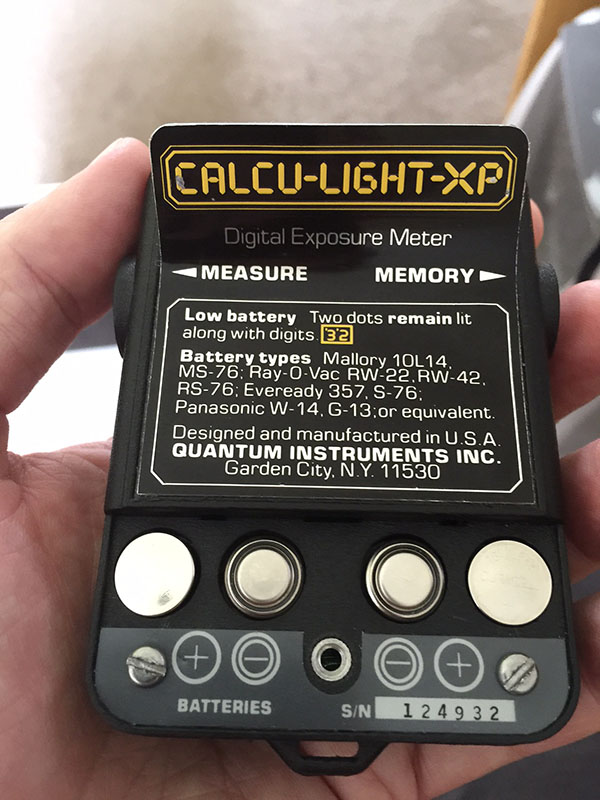 CALCU-LIGHT-XP
Digital Exposure Meter
◄ MEASURE MEMORY ►
Low battery Two dots remain lit
along with digits. 3:2
Battery types Mallory 10L14,
MS-76; Ray-O-Vac RW-22,RW-42,
RS-76; Eveready 357, S-76;
Panasonic W-14, G-13;or equivalent.
Designed and manufactured in U.S.A.
QUANTUM INSTRUMENTS INC.
Garden City, N.Y. 11530
+ − − +
BATTERIES S/N 124932